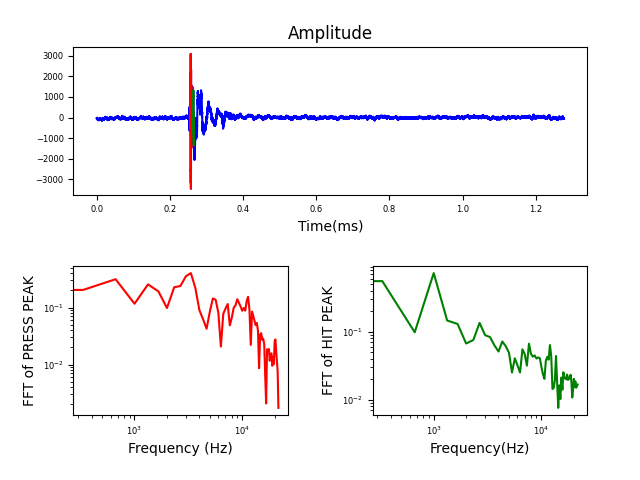 Amplitude
3000
2000
1000
0
−1000
−2000
−3000
0.0 0.2 0.4 0.6 0.8 1.0 1.2
Time(ms)
FFT of PRESS PEAK
10⁻¹
10⁻²
10³ 10⁴
Frequency (Hz)
FFT of HIT PEAK
10⁻¹
10⁻²
10³ 10⁴
Frequency(Hz)